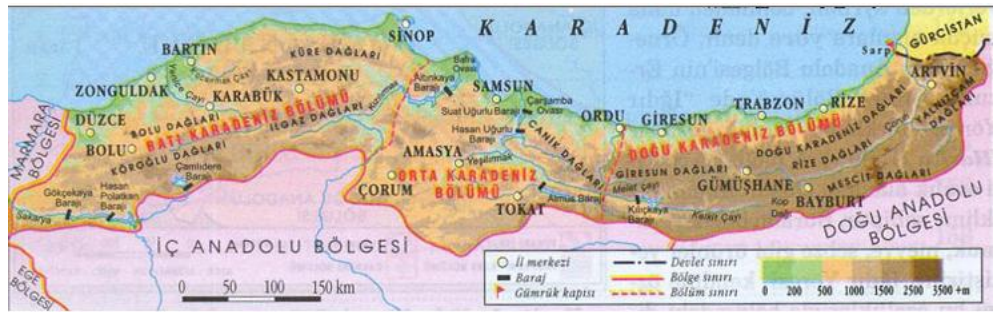 KARADENİZ
SİNOP
BARTIN
KÜRE DAĞLARI
Bafra Ovası
Sarp
GÜRCİSTAN
ARTVİN
KASTAMONU
Altınkaya Barajı
Kızılırmak
SAMSUN
ZONGULDAK
Yenice Çayı
KARABÜK
Suat Uğurlu Barajı
Çarşamba Ovası
TRABZON
RİZE
YALNIZÇAM DAĞLARI
DÜZCE
BOLU DAĞLARI
BATI KARADENİZ BÖLÜMÜ
ILGAZ DAĞLARI
Hasan Uğurlu Barajı
ORDU
GİRESUN
DOĞU KARADENİZ BÖLÜMÜ
DOĞU KARADENİZ DAĞLARI
Çoruh
MARMARA BÖLGESİ
BOLU
KÖROĞLU DAĞLARI
AMASYA
Yeşilırmak
CANİK DAĞLARI
GİRESUN DAĞLARI
RİZE DAĞLARI
Çamlıdere Barajı
ÇORUM
ORTA KARADENİZ BÖLÜMÜ
Melet çayı
GÜMÜŞHANE
MESCİT DAĞLARI
Gökçekaya Barajı
Hasan Polatkan Barajı
TOKAT
Almus Barajı
Kılıçkaya Barajı
Kelkit Çayı
Kop Dağı
BAYBURT
Sakarya
DOĞU ANADOLU BÖLGESİ
İÇ ANADOLU BÖLGESİ
EGE BÖLGESİ
0 50 100 150 km
İl merkezi
Baraj
Gümrük kapısı
Devlet sınırı
Bölge sınırı
Bölüm sınırı
0 200 500 1000 1500 2500 3500 +m